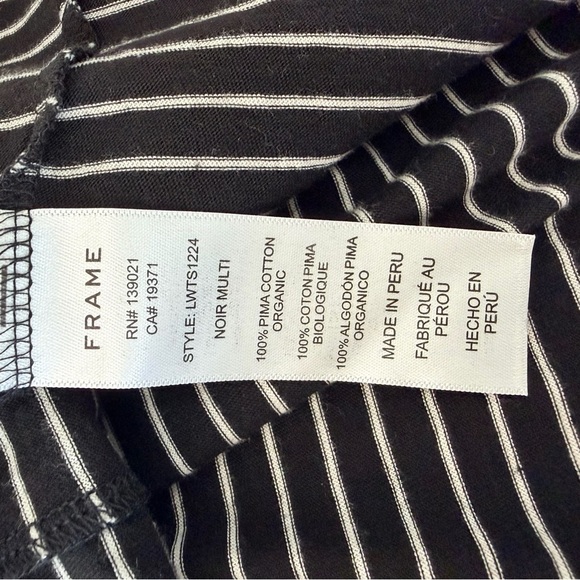 FRAME
RN# 139021
CA# 19371
STYLE: LWTS1224
NOIR MULTI
100% PIMA COTTON
ORGANIC
100% COTON PIMA
BIOLOGIQUE
100% ALGODÓN PIMA
ORGANICO
MADE IN PERU
FABRIQUÉ AU
PÉROU
HECHO EN
PERÚ